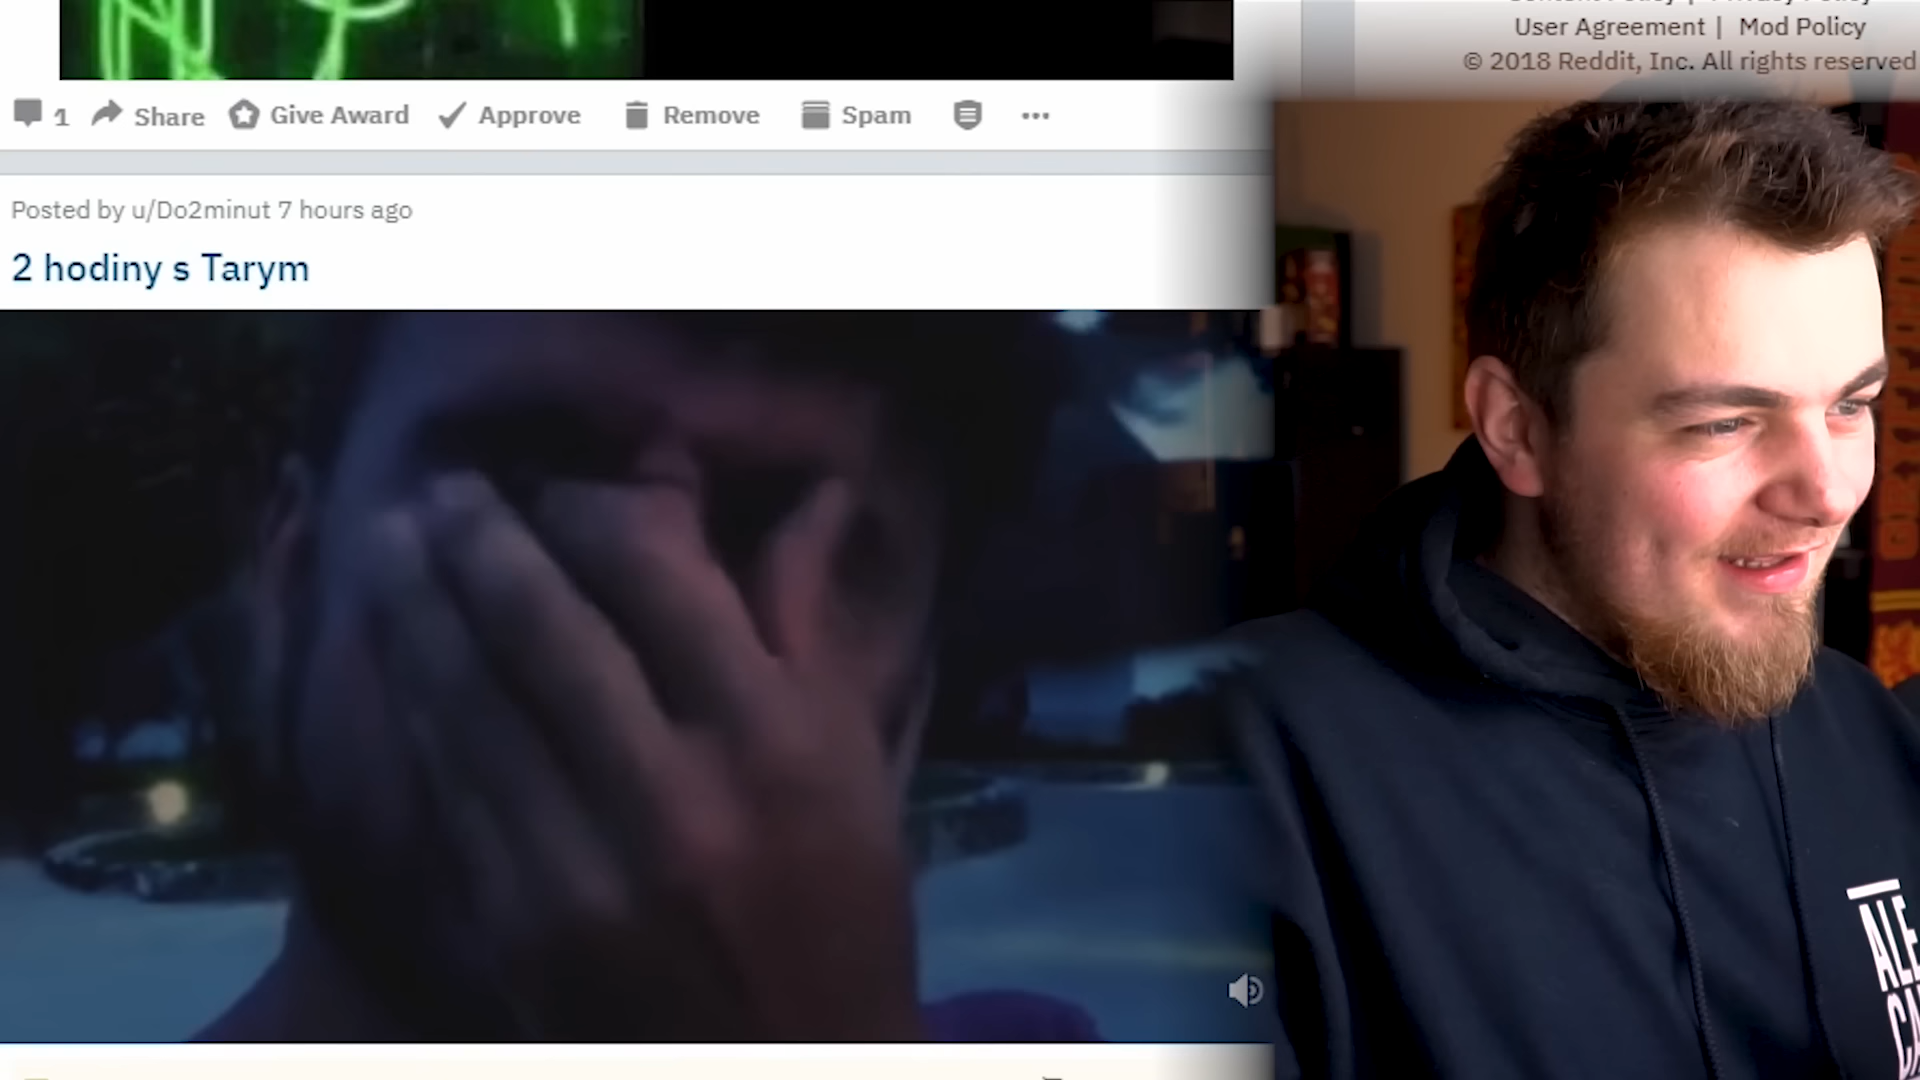 User Agreement | Mod Policy
© 2018 Reddit, Inc. All rights reserved
1 Share Give Award Approve Remove Spam
Posted by u/Do2minut 7 hours ago
2 hodiny s Tarym